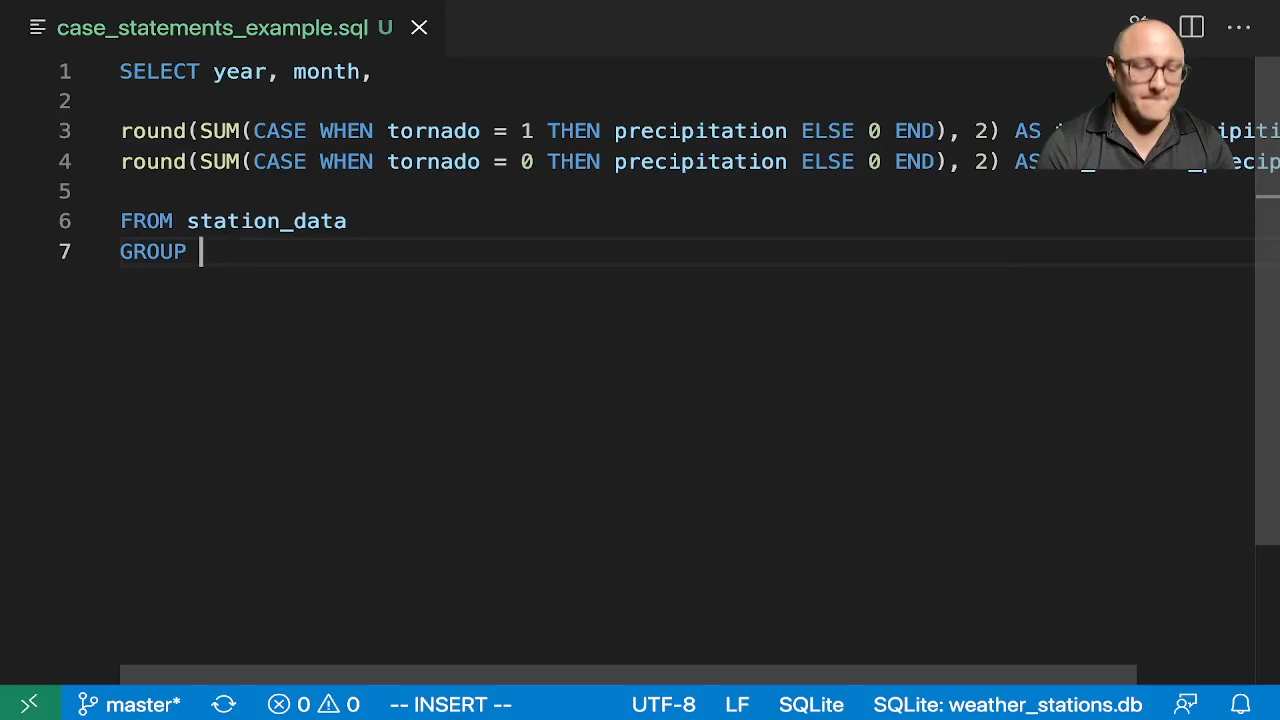 case_statements_example.sql U
1 SELECT year, month,
2
3 round(SUM(CASE WHEN tornado = 1 THEN precipitation ELSE 0 END), 2) AS
4 round(SUM(CASE WHEN tornado = 0 THEN precipitation ELSE 0 END), 2) AS
5
6 FROM station_data
7 GROUP
master* 0 0 -- INSERT -- UTF-8 LF SQLite SQLite: weather_stations.db